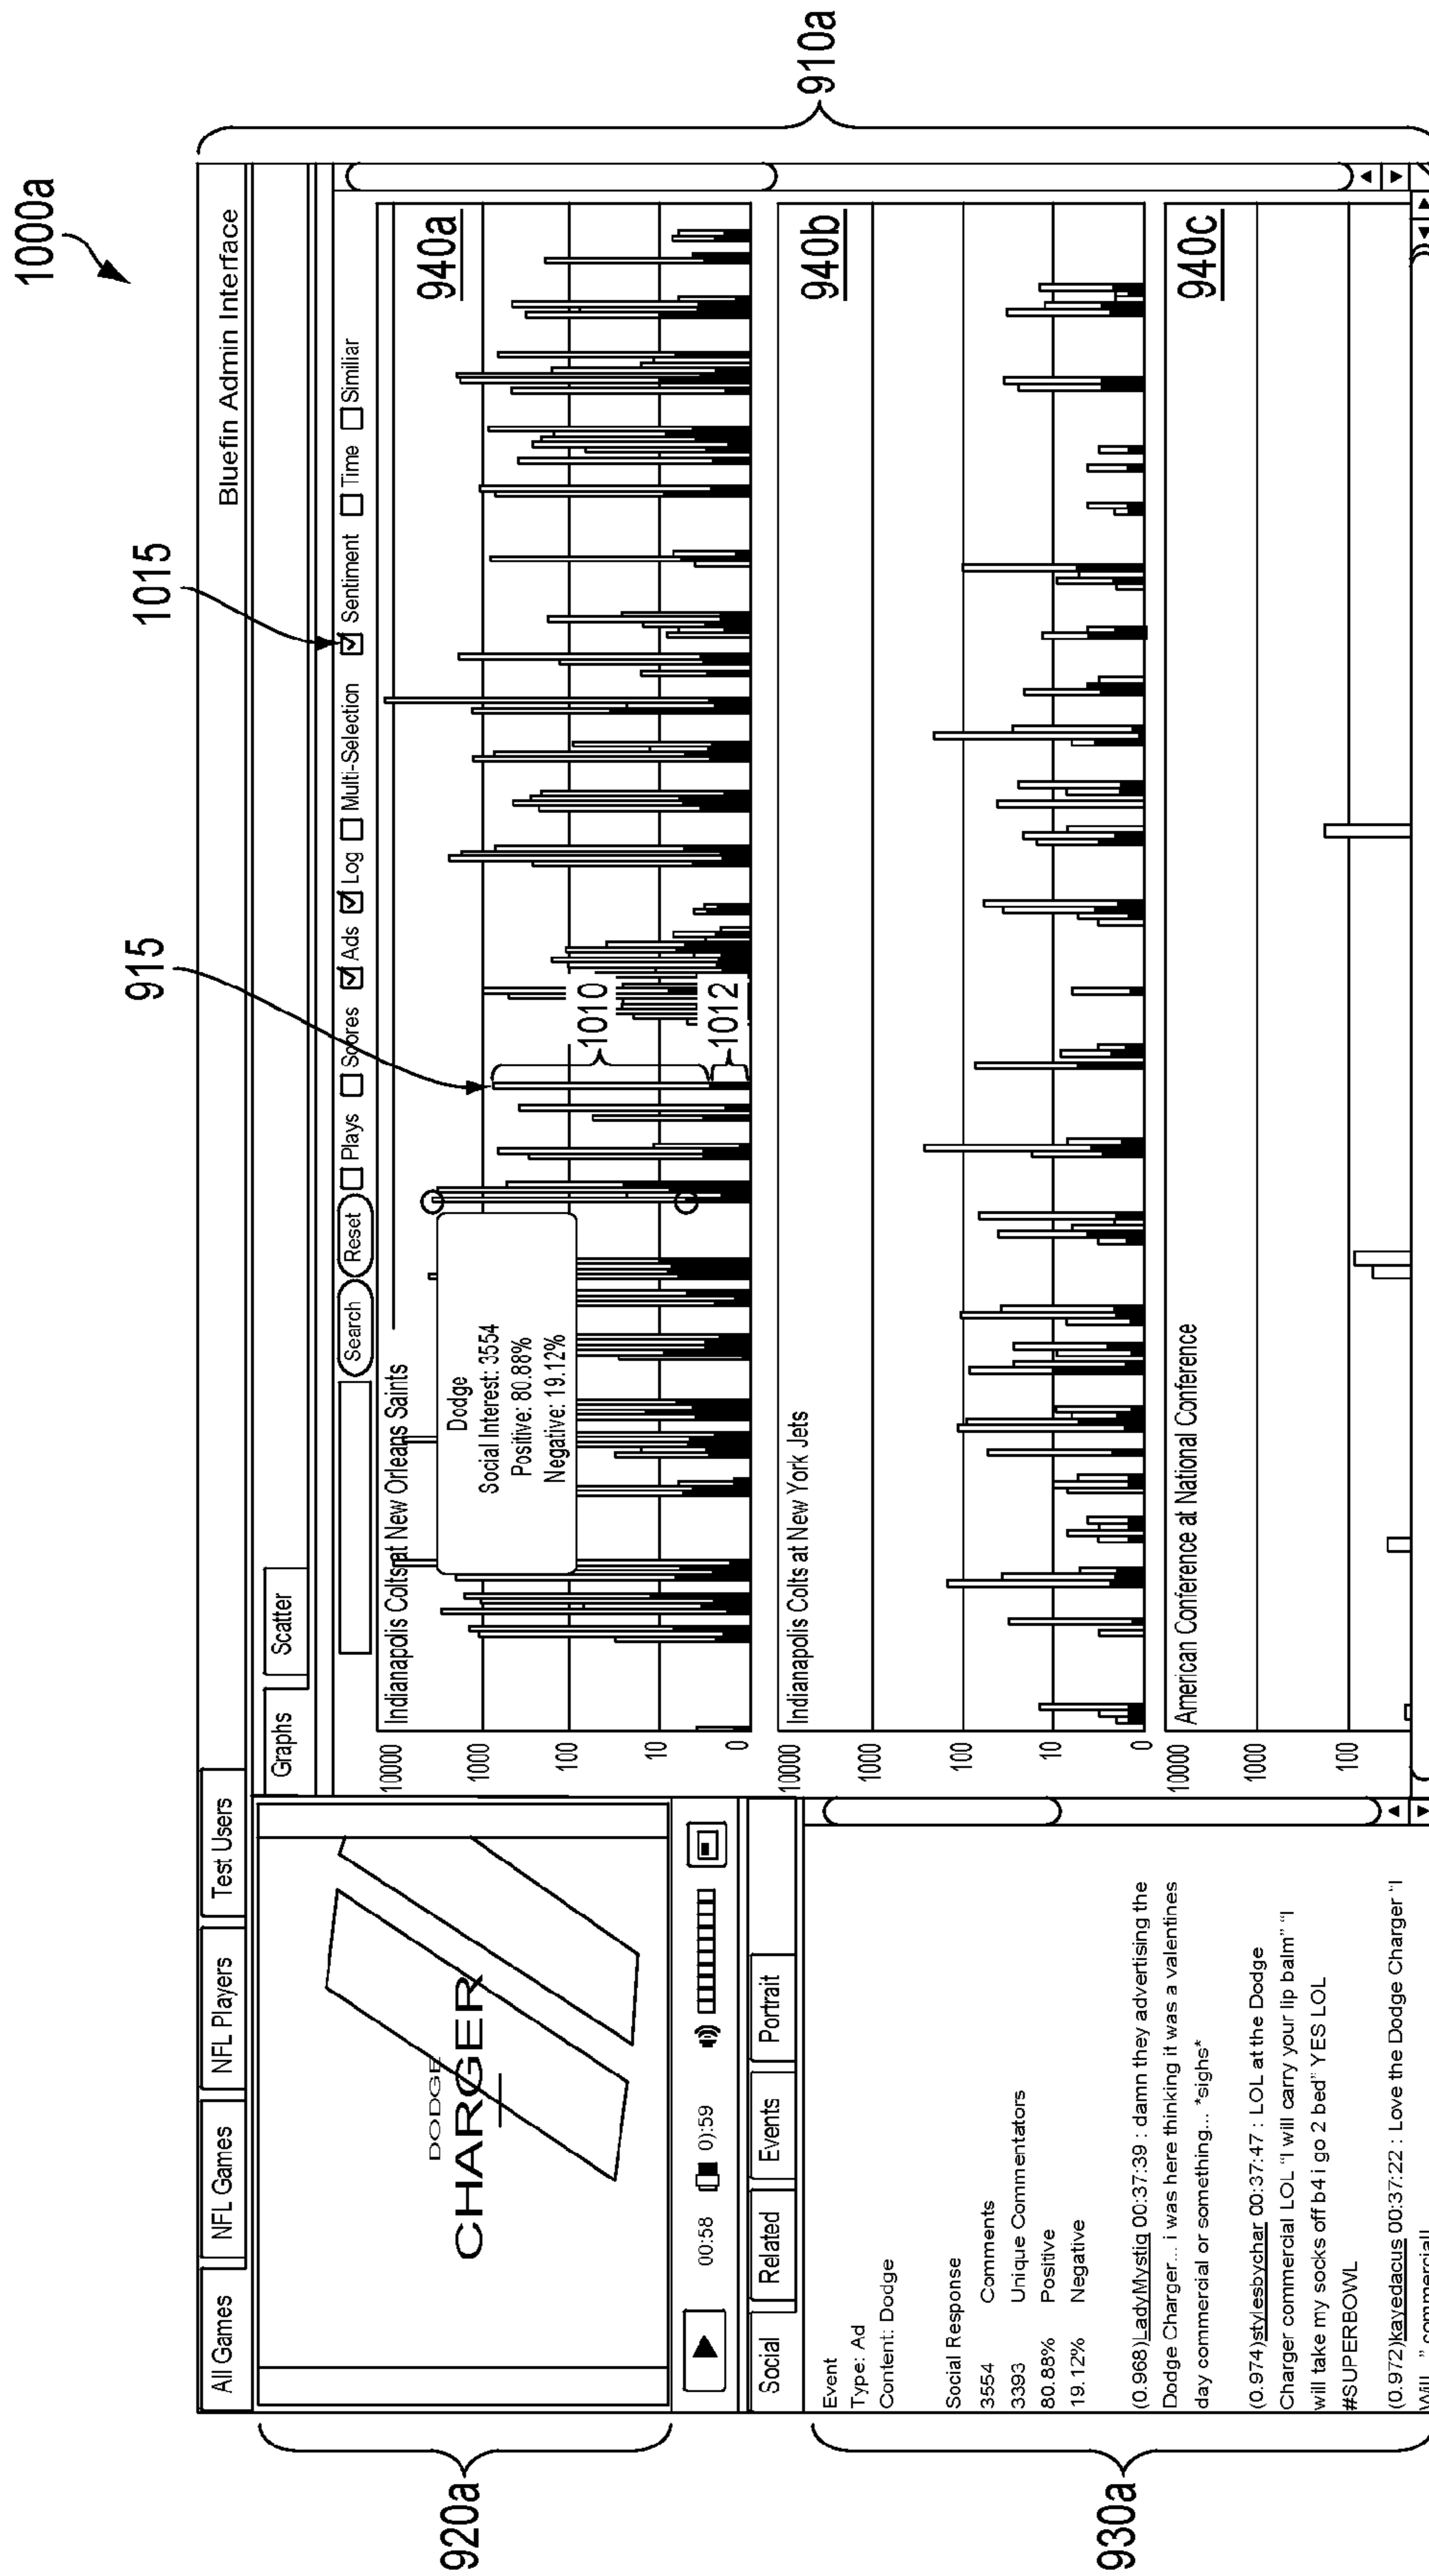 1000a
Bluefin Admin Interface
All Games
NFL Games
NFL Players
Test Users
Graphs
Scatter
Search
Reset
Plays
Scores
Ads
Log
Multi-Selection
Sentiment
Time
Similiar
915
1015
910a
DODGE
CHARGER
920a
00:58
0):59
Indianapolis Colts at New Orleans Saints
940a
10000
1000
100
10
0
Dodge
Social Interest: 3554
Positive: 80.88%
Negative: 19.12%
1010
1012
Indianapolis Colts at New York Jets
940b
10000
1000
100
10
0
American Conference at National Conference
940c
10000
1000
100
Social
Related
Events
Portrait
930a
Event
Type: Ad
Content: Dodge
Social Response
3554 Comments
3393 Unique Commentators
80.88% Positive
19.12% Negative
(0.968)LadyMystiq 00:37:39 : damn they advertising the
Dodge Charger... i was here thinking it was a valentines
day commercial or something... *sighs*
(0.974)stylesbychar 00:37:47 : LOL at the Dodge
Charger commercial LOL "I will carry your lip balm" "I
will take my socks off b4 i go 2 bed" YES LOL
#SUPERBOWL
(0.972)kayedacus 00:37:22 : Love the Dodge Charger "I